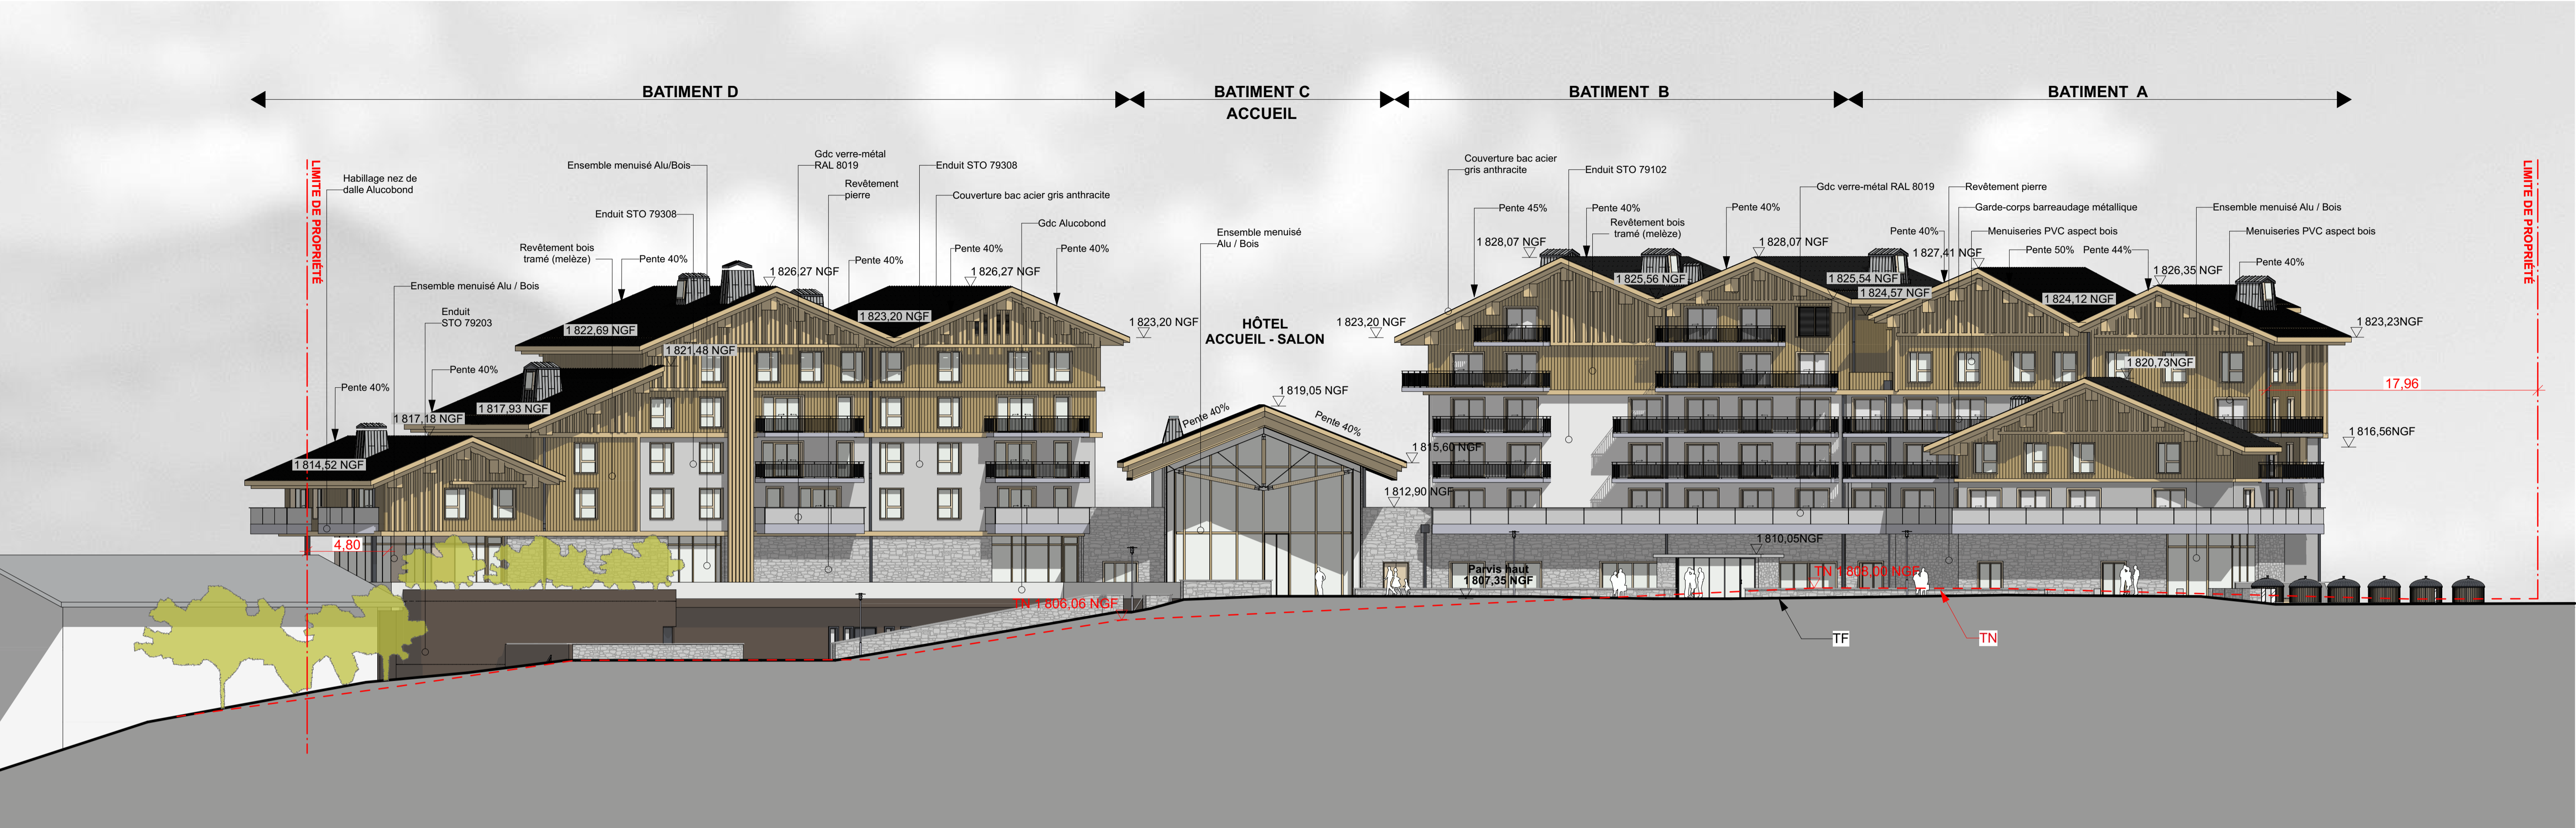 BATIMENT D
BATIMENT C
ACCUEIL
BATIMENT B
BATIMENT A
LIMITE DE PROPRIÉTÉ
Habillage nez de
dalle Alucobond
Ensemble menuisé Alu/Bois
Gdc verre-métal
RAL 8019
Enduit STO 79308
Revêtement
pierre
Couverture bac acier gris anthracite
Enduit STO 79308
Gdc Alucobond
Revêtement bois
tramé (melèze)
Pente 40%
Pente 40%
Pente 40%
Pente 40%
1 826,27 NGF
1 826,27 NGF
Ensemble menuisé Alu / Bois
Enduit
STO 79203
1 822,69 NGF
1 823,20 NGF
1 821,48 NGF
Pente 40%
Pente 40%
1 817,93 NGF
1 817,18 NGF
1 814,52 NGF
4,80
TN 1 806,06 NGF
1 823,20 NGF
Ensemble menuisé
Alu / Bois
HÔTEL
ACCUEIL - SALON
1 823,20 NGF
1 819,05 NGF
Pente 40%
Pente 40%
1 815,60 NGF
1 812,90 NGF
Couverture bac acier
gris anthracite
Enduit STO 79102
Gdc verre-métal RAL 8019
Revêtement pierre
Pente 45%
Pente 40%
Pente 40%
Revêtement bois
tramé (melèze)
Garde-corps barreaudage métallique
Ensemble menuisé Alu / Bois
Pente 40%
Menuiseries PVC aspect bois
Menuiseries PVC aspect bois
1 828,07 NGF
1 828,07 NGF
1 827,41 NGF
Pente 50%
Pente 44%
Pente 40%
1 825,56 NGF
1 825,54 NGF
1 826,35 NGF
1 824,57 NGF
1 824,12 NGF
1 823,23NGF
1 820,73NGF
17,96
1 816,56NGF
1 810,05NGF
Parvis haut
1 807,35 NGF
TN 1 808,00 NGF
TF
TN
LIMITE DE PROPRIÉTÉ